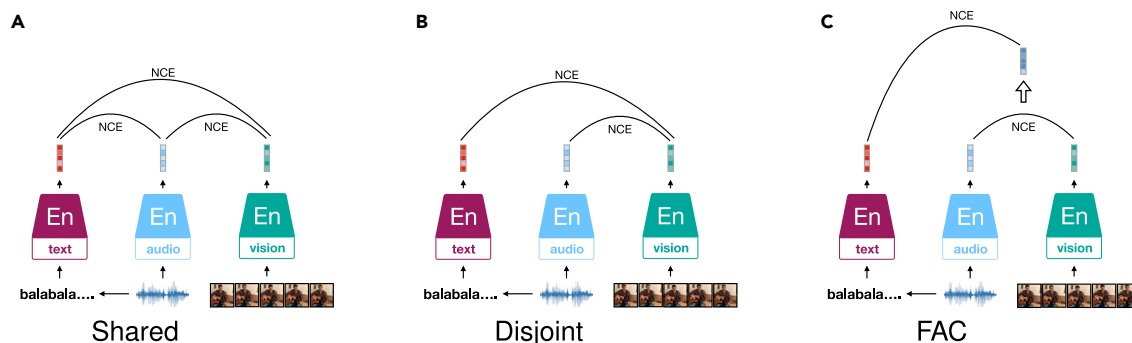 A
B
C
NCE
NCE
NCE
NCE
NCE
NCE
NCE
En
En
En
En
En
En
En
En
En
text
audio
vision
text
audio
vision
text
audio
vision
balabala....
balabala....
balabala....
Shared
Disjoint
FAC